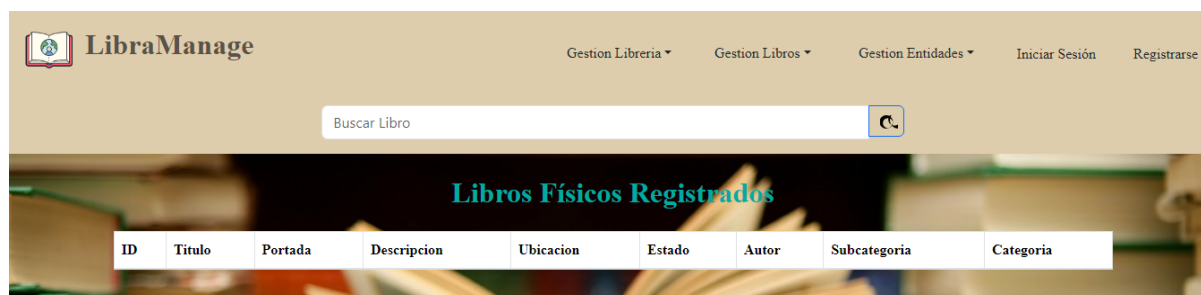 LibraManage
Gestion Libreria Gestion Libros Gestion Entidades Iniciar Sesión Registrarse
Buscar Libro
Libros Físicos Registrados
ID Titulo Portada Descripcion Ubicacion Estado Autor Subcategoria Categoria